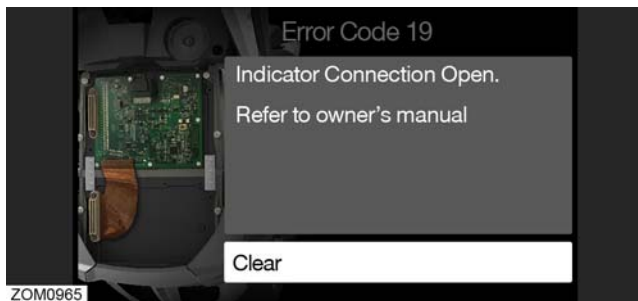 Error Code 19
Indicator Connection Open.
Refer to owner's manual
Clear
ZOM0965